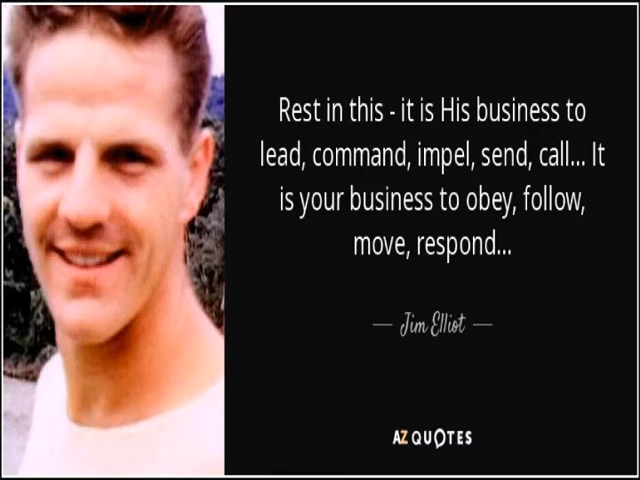 Rest in this - it is His business to
lead, command, impel, send, call... It
is your business to obey, follow,
move, respond...
— Jim Elliot —
AZ QUOTES